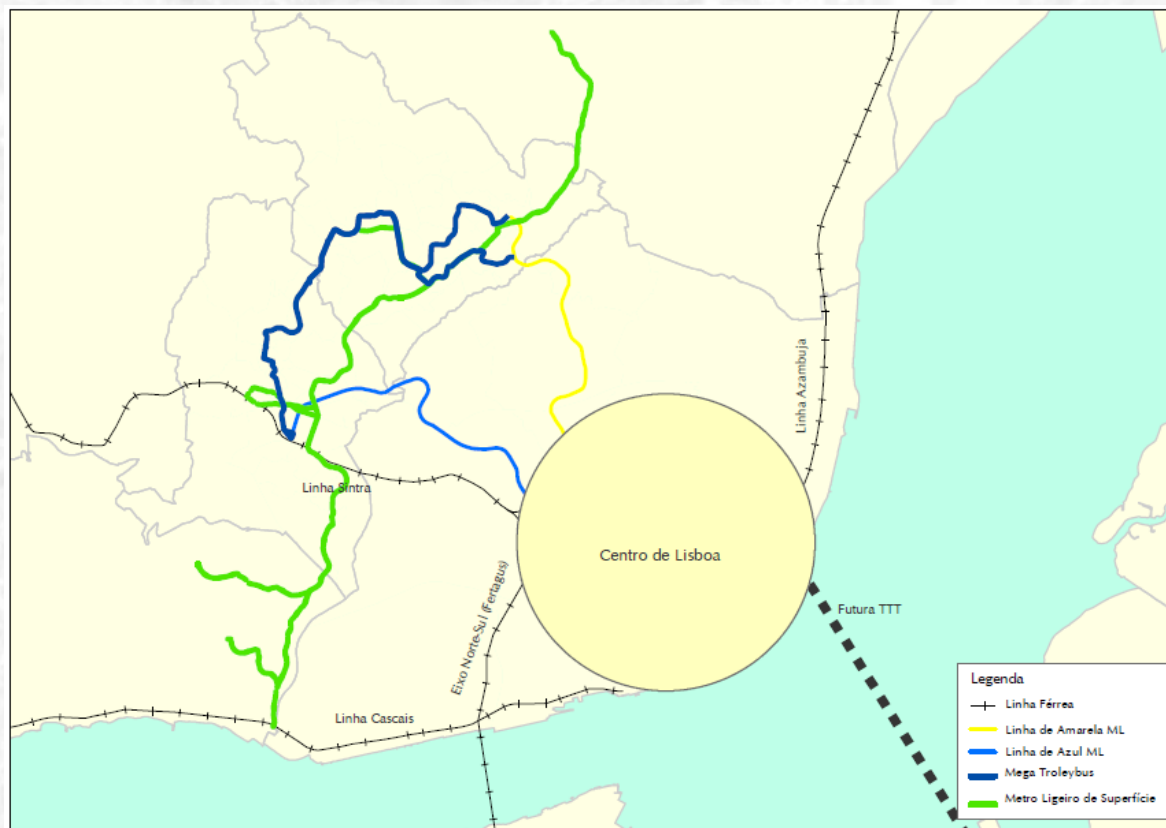 Linha Azambuja
Linha Sintra
Centro de Lisboa
Eixo Norte-Sul (Fertagus)
Futura TTT
Linha Cascais
Legenda
Linha Férrea
Linha de Amarela ML
Linha de Azul ML
Mega Troleybus
Metro Ligeiro de Superfície